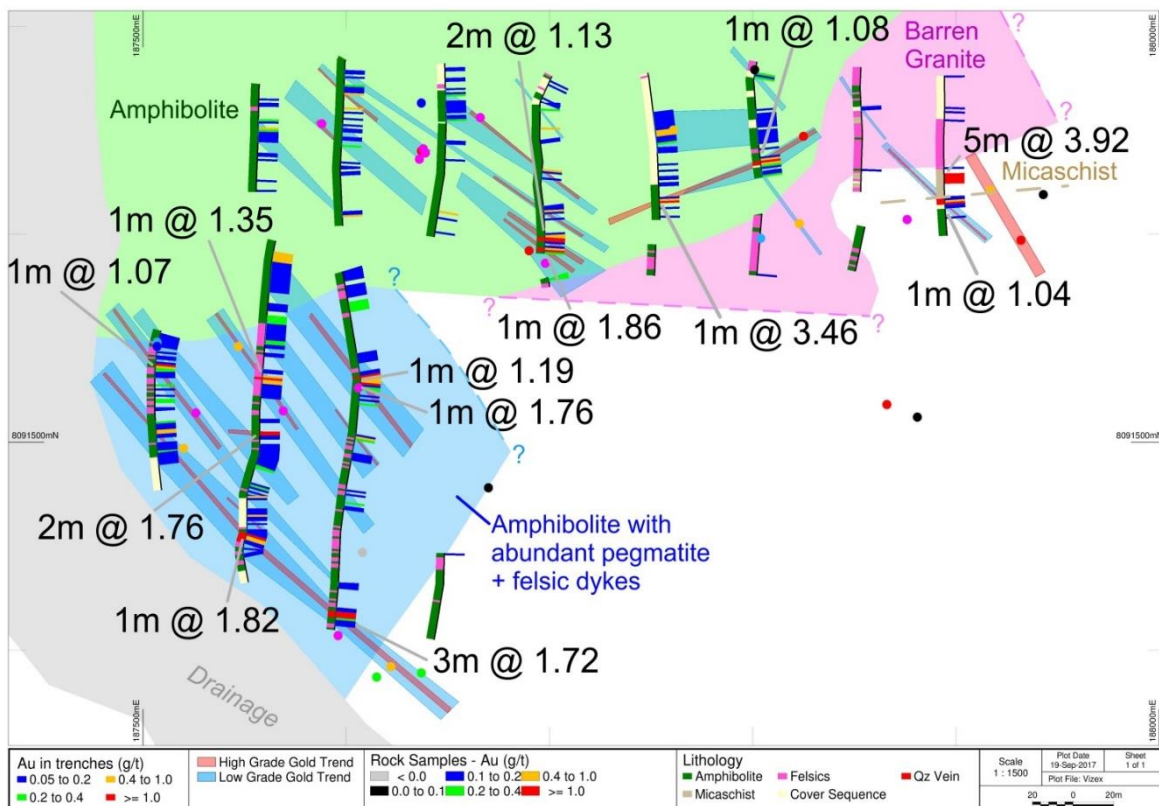 187500mE
188000mE
2m @ 1.13
1m @ 1.08
Barren
Granite
?
Amphibolite
?
5m @ 3.92
Micaschist
1m @ 1.35
1m @ 1.07
?
?
?
1m @ 1.04
1m @ 1.86
1m @ 3.46
1m @ 1.19
1m @ 1.76
8091500mN
8091500mN
?
2m @ 1.76
Amphibolite with
abundant pegmatite
+ felsic dykes
1m @ 1.82
3m @ 1.72
Drainage
187500mE
188000mE
Au in trenches (g/t)
0.05 to 0.2
0.4 to 1.0
0.2 to 0.4
>= 1.0
High Grade Gold Trend
Low Grade Gold Trend
Rock Samples - Au (g/t)
< 0.0
0.1 to 0.2
0.4 to 1.0
0.0 to 0.1
0.2 to 0.4
>= 1.0
Lithology
Amphibolite
Felsics
Qz Vein
Micaschist
Cover Sequence
Scale
1 : 1500
Plot Date
19-Sep-2017
Sheet
1 of 1
Plot File: Vizex
20
0m
20m